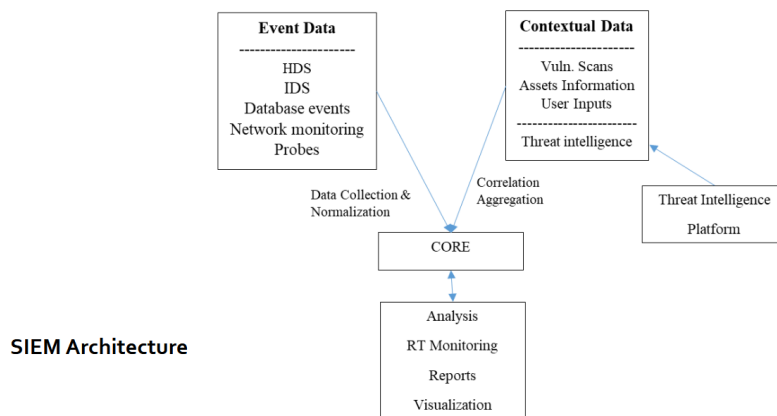 Event Data
----------------------
HDS
IDS
Database events
Network monitoring
Probes
Contextual Data
----------------------
Vuln. Scans
Assets Information
User Inputs
-----------------------
Threat intelligence
Data Collection &
Normalization
Correlation
Aggregation
Threat Intelligence
Platform
CORE
Analysis
RT Monitoring
Reports
Visualization
SIEM Architecture